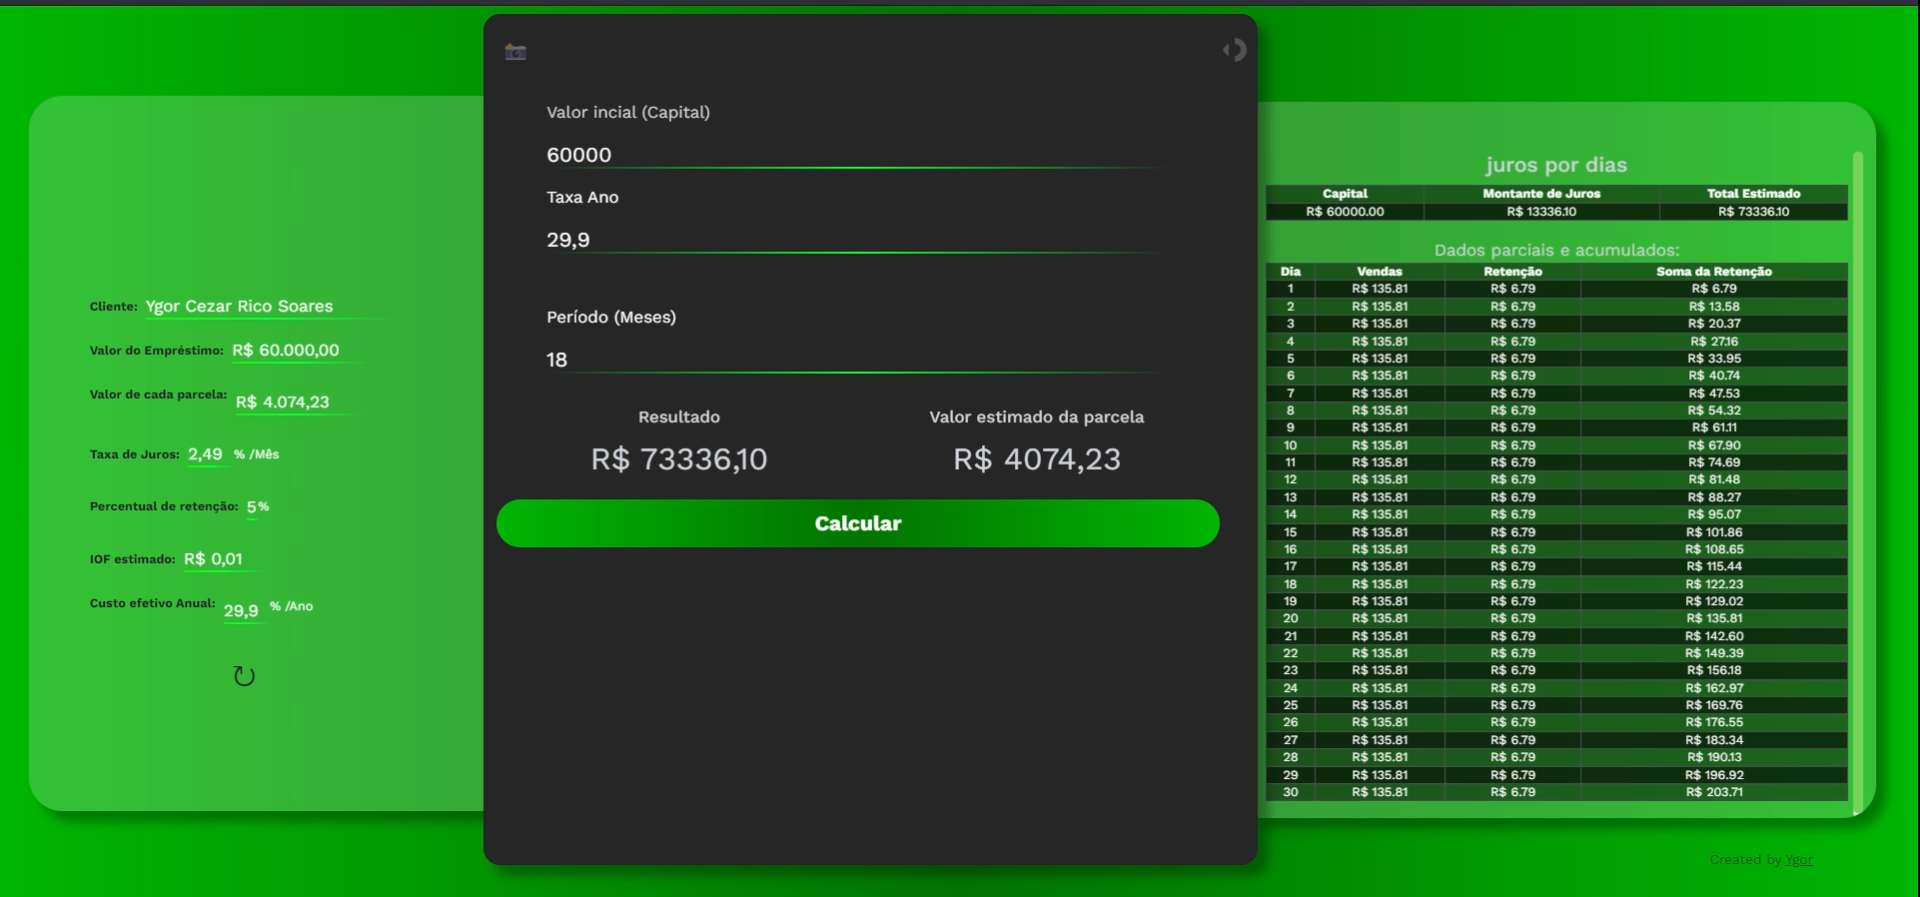 Cliente: Ygor Cezar Rico Soares
Valor do Empréstimo: R$ 60.000,00
Valor de cada parcela: R$ 4.074,23
Taxa de Juros: 2,49 % /Mês
Percentual de retenção: 5%
IOF estimado: R$ 0,01
Custo efetivo Anual: 29,9 % /Ano
Valor incial (Capital)
60000
Taxa Ano
29,9
Período (Meses)
18
Resultado Valor estimado da parcela
R$ 73336,10 R$ 4074,23
Calcular
juros por dias
Capital Montante de Juros Total Estimado
R$ 60000.00 R$ 13336.10 R$ 73336.10
Dados parciais e acumulados:
Dia Vendas Retenção Soma da Retenção
1 R$ 135.81 R$ 6.79 R$ 6.79
2 R$ 135.81 R$ 6.79 R$ 13.58
3 R$ 135.81 R$ 6.79 R$ 20.37
4 R$ 135.81 R$ 6.79 R$ 27.16
5 R$ 135.81 R$ 6.79 R$ 33.95
6 R$ 135.81 R$ 6.79 R$ 40.74
7 R$ 135.81 R$ 6.79 R$ 47.53
8 R$ 135.81 R$ 6.79 R$ 54.32
9 R$ 135.81 R$ 6.79 R$ 61.11
10 R$ 135.81 R$ 6.79 R$ 67.90
11 R$ 135.81 R$ 6.79 R$ 74.69
12 R$ 135.81 R$ 6.79 R$ 81.48
13 R$ 135.81 R$ 6.79 R$ 88.27
14 R$ 135.81 R$ 6.79 R$ 95.07
15 R$ 135.81 R$ 6.79 R$ 101.86
16 R$ 135.81 R$ 6.79 R$ 108.65
17 R$ 135.81 R$ 6.79 R$ 115.44
18 R$ 135.81 R$ 6.79 R$ 122.23
19 R$ 135.81 R$ 6.79 R$ 129.02
20 R$ 135.81 R$ 6.79 R$ 135.81
21 R$ 135.81 R$ 6.79 R$ 142.60
22 R$ 135.81 R$ 6.79 R$ 149.39
23 R$ 135.81 R$ 6.79 R$ 156.18
24 R$ 135.81 R$ 6.79 R$ 162.97
25 R$ 135.81 R$ 6.79 R$ 169.76
26 R$ 135.81 R$ 6.79 R$ 176.55
27 R$ 135.81 R$ 6.79 R$ 183.34
28 R$ 135.81 R$ 6.79 R$ 190.13
29 R$ 135.81 R$ 6.79 R$ 196.92
30 R$ 135.81 R$ 6.79 R$ 203.71
Created by Ygor